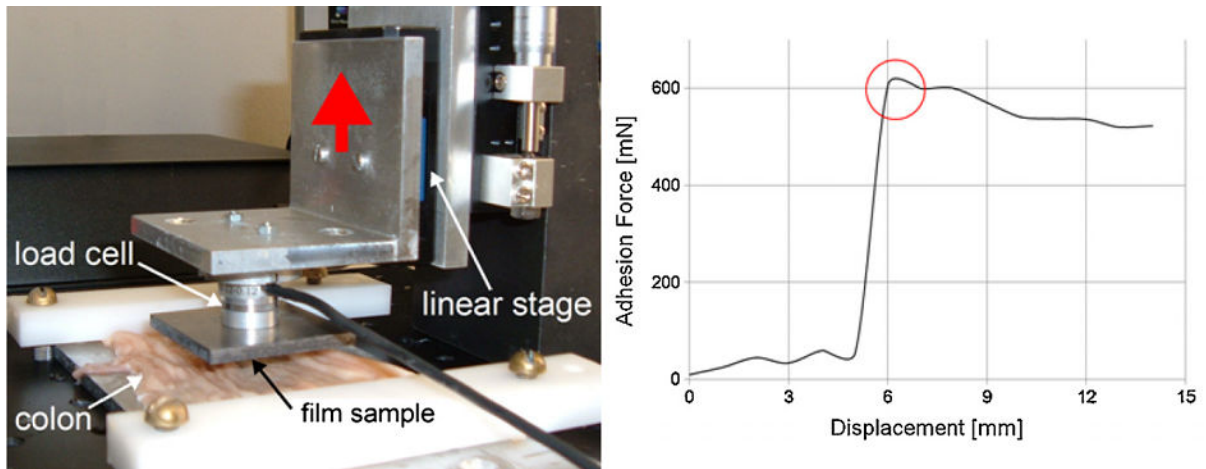 load cell
linear stage
colon
film sample
Adhesion Force [mN]
600
400
200
0
0
3
6
9
12
15
Displacement [mm]